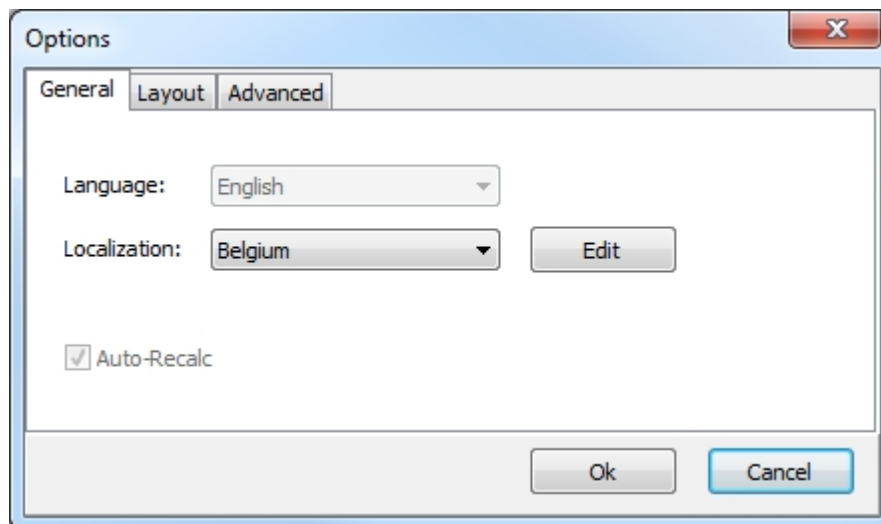 Options
General Layout Advanced
Language: English
Localization: Belgium Edit
Auto-Recalc
Ok Cancel